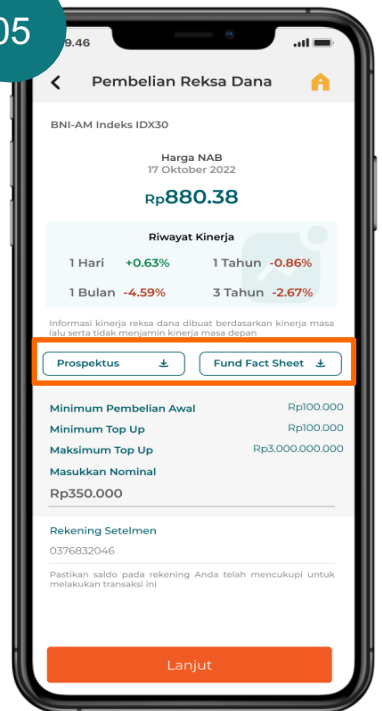 05
9.46
Pembelian Reksa Dana
BNI-AM Indeks IDX30
Harga NAB
17 Oktober 2022
Rp880.38
Riwayat Kinerja
1 Hari +0.63% 1 Tahun -0.86%
1 Bulan -4.59% 3 Tahun -2.67%
Informasi kinerja reksa dana dibuat berdasarkan kinerja masa
lalu serta tidak menjamin kinerja masa depan
Prospektus Fund Fact Sheet
Minimum Pembelian Awal Rp100.000
Minimum Top Up Rp100.000
Maksimum Top Up Rp3.000.000.000
Masukkan Nominal
Rp350.000
Rekening Setelmen
0376832046
Pastikan saldo pada rekening Anda telah mencukupi untuk
melakukan transaksi ini
Lanjut